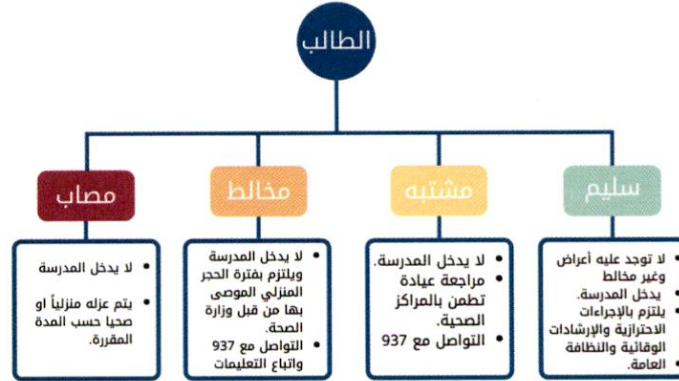 الطالب
سليم
• لا توجد عليه أعراض
وغير مخالط
• يدخل المدرسة.
• يلتزم بالإجراءات
الاحترازية والإرشادات
الوقائية والنظافة
• العامة.
مشتبه
• لا يدخل المدرسة.
• مراجعة عيادة
تطمن بالمراكز
الصحية.
• التواصل مع 937
مخالط
• لا يدخل المدرسة
ويلتزم بفترة الحجر
المنزلي الموصى
بها من قبل وزارة
الصحة.
• التواصل مع 937
واتباع التعليمات
مصاب
• لا يدخل المدرسة
• يتم عزله منزلياً او
صحيا حسب المدة
المقررة.